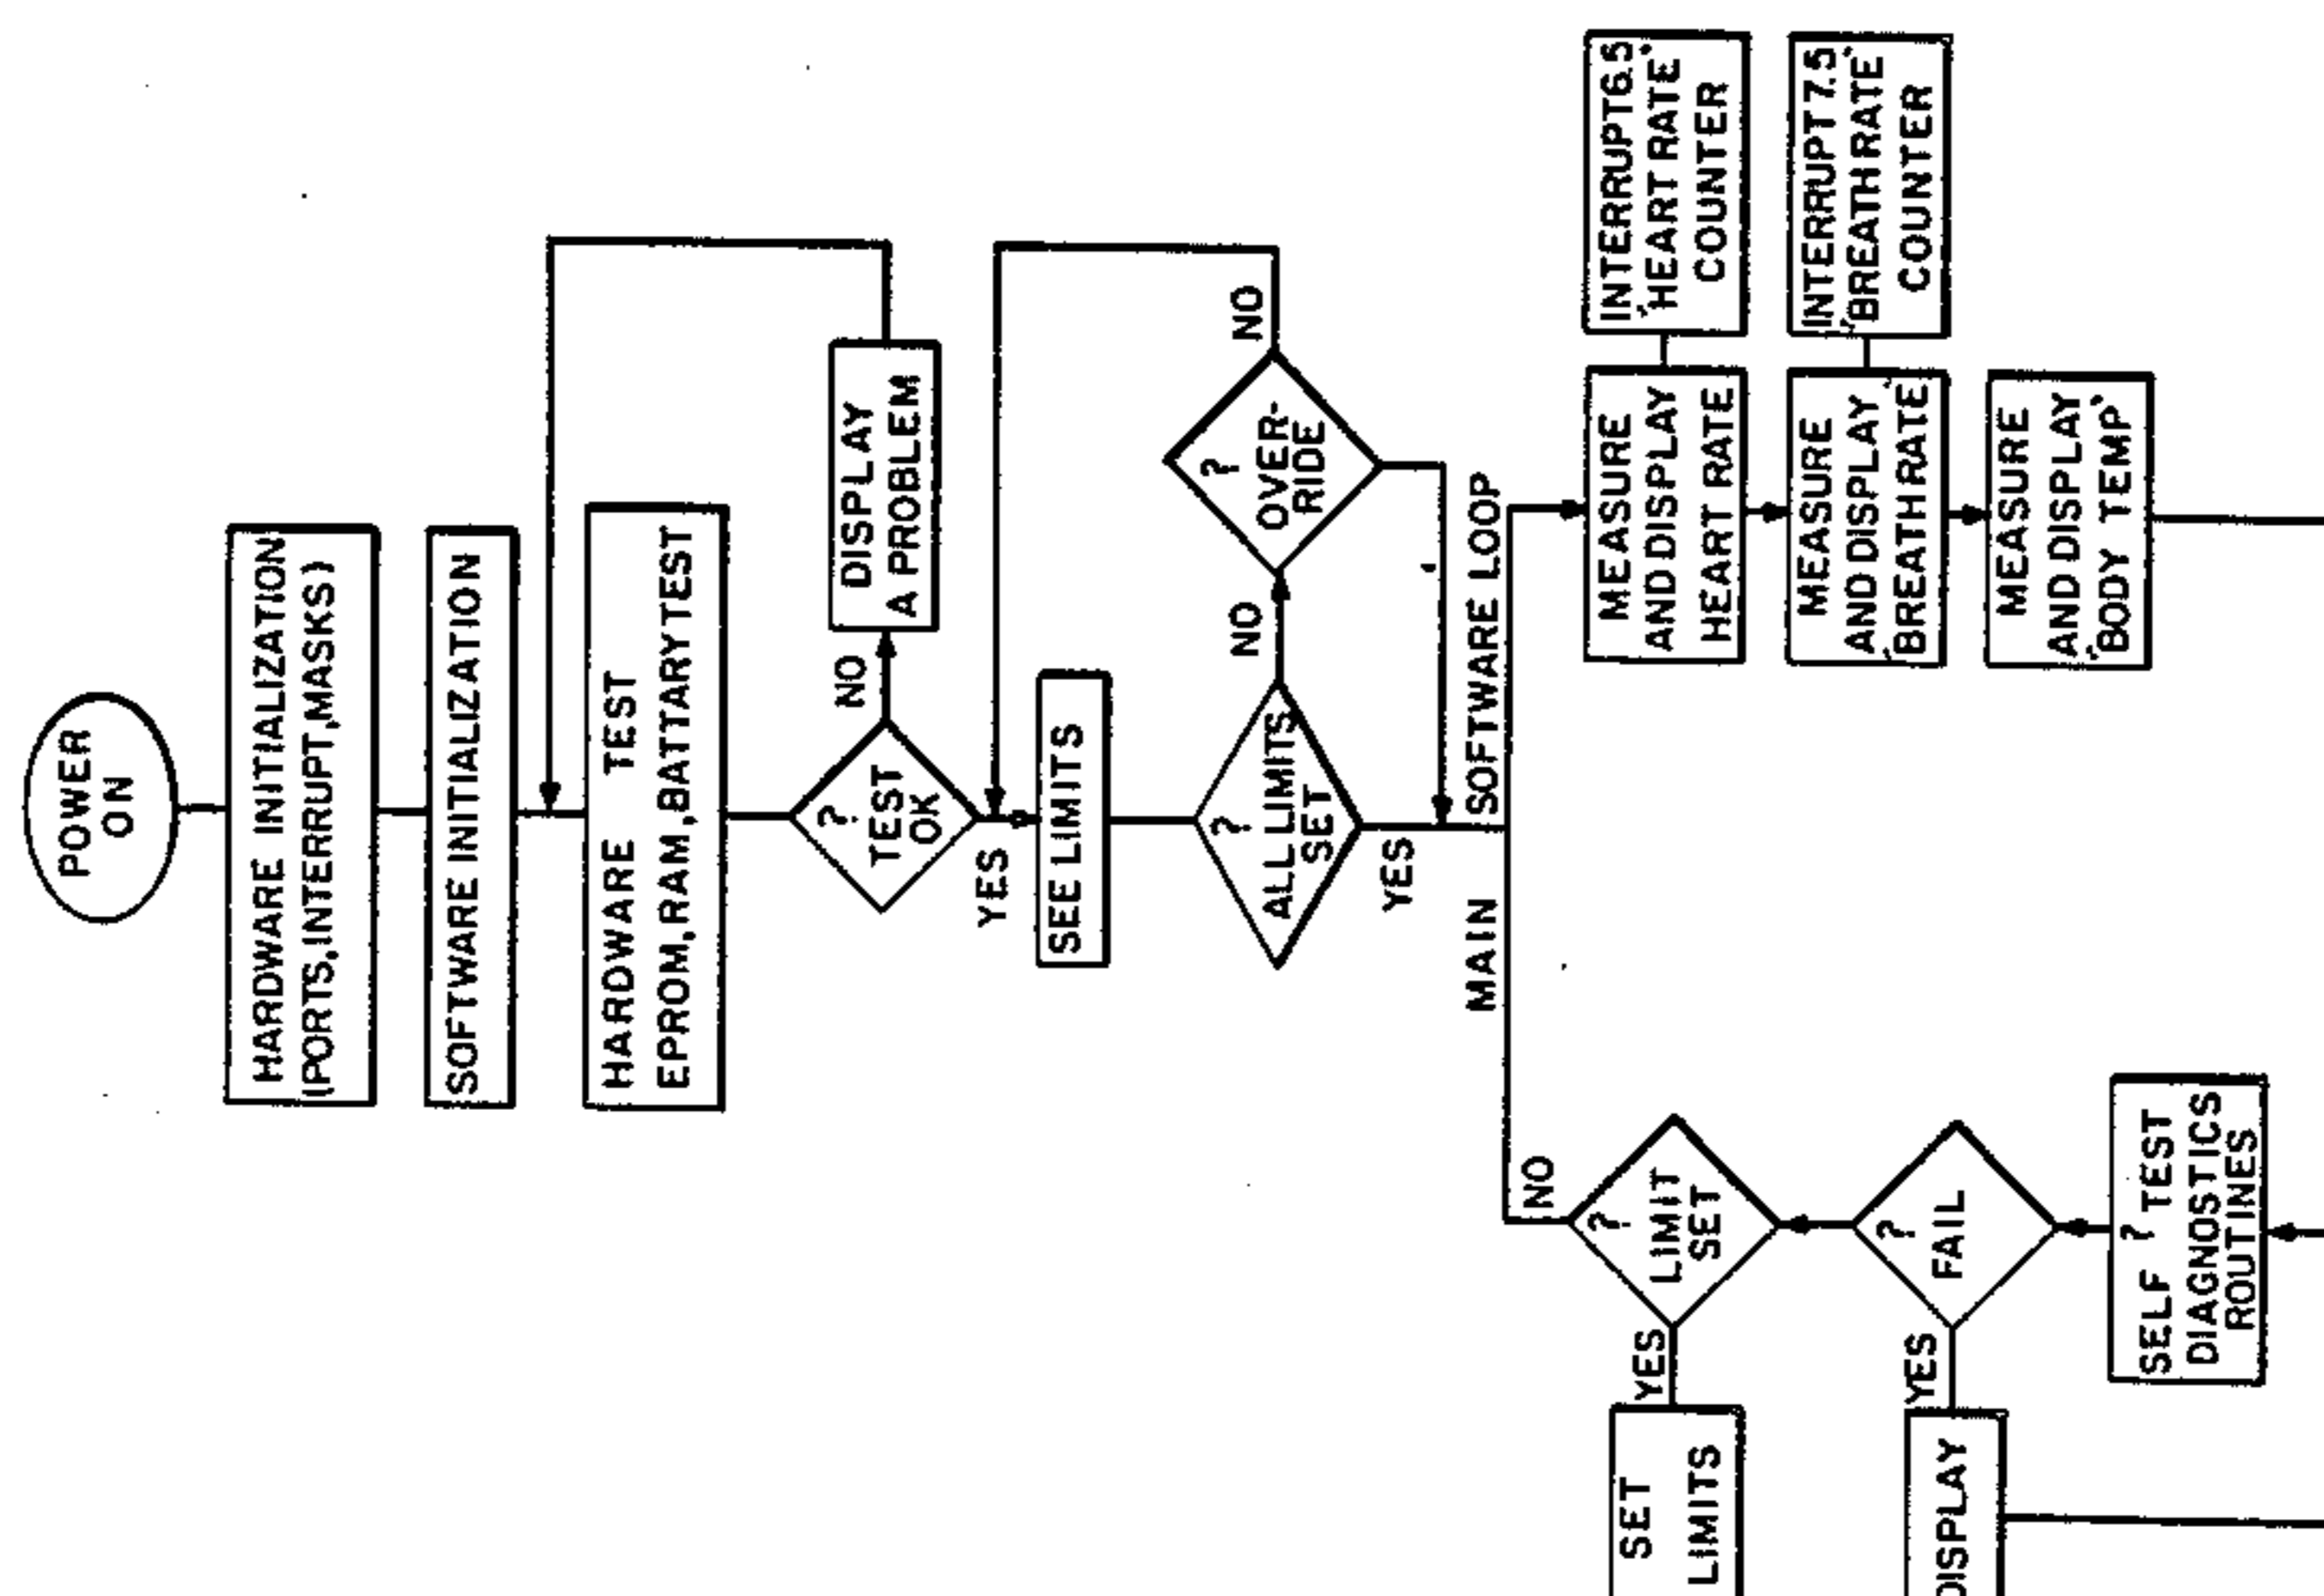 POWER
ON
HARDWARE INITIALIZATION
(PORTS,INTERRUPT,MASKS)
SOFTWARE INITIALIZATION
HARDWARE TEST
EPROM,RAM,BATTARY TEST
?
TEST
OK
NO
DISPLAY
A PROBLEM
YES
SEE LIMITS
?
ALL LIMITS
SET
NO
?
OVER-
RIDE
NO
YES
MAIN SOFTWARE LOOP
MEASURE
AND DISPLAY
HEART RATE
INTERRUPT 6.5
"HEART RATE"
COUNTER
MEASURE
AND DISPLAY
"BREATH RATE"
INTERRUPT 7.5
"BREATH RATE"
COUNTER
MEASURE
AND DISPLAY
"BODY TEMP"
NO
?
LIMIT
SET
YES
SET
LIMITS
?
FAIL
YES
DISPLAY
SELF ? TEST
DIAGNOSTICS
ROUTINES